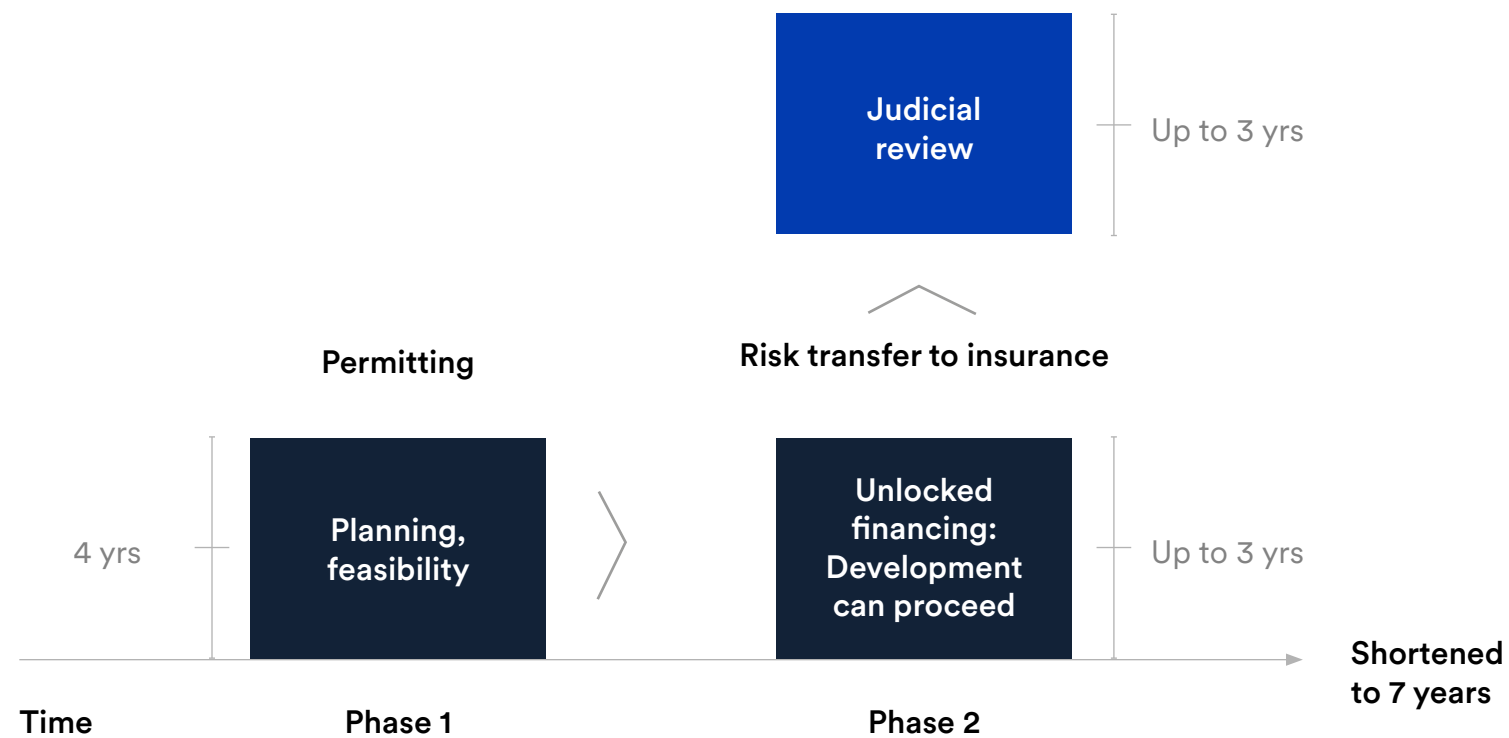 Judicial
review
Up to 3 yrs
Permitting
Risk transfer to insurance
4 yrs
Planning,
feasibility
Unlocked
financing:
Development
can proceed
Up to 3 yrs
Shortened
to 7 years
Time
Phase 1
Phase 2